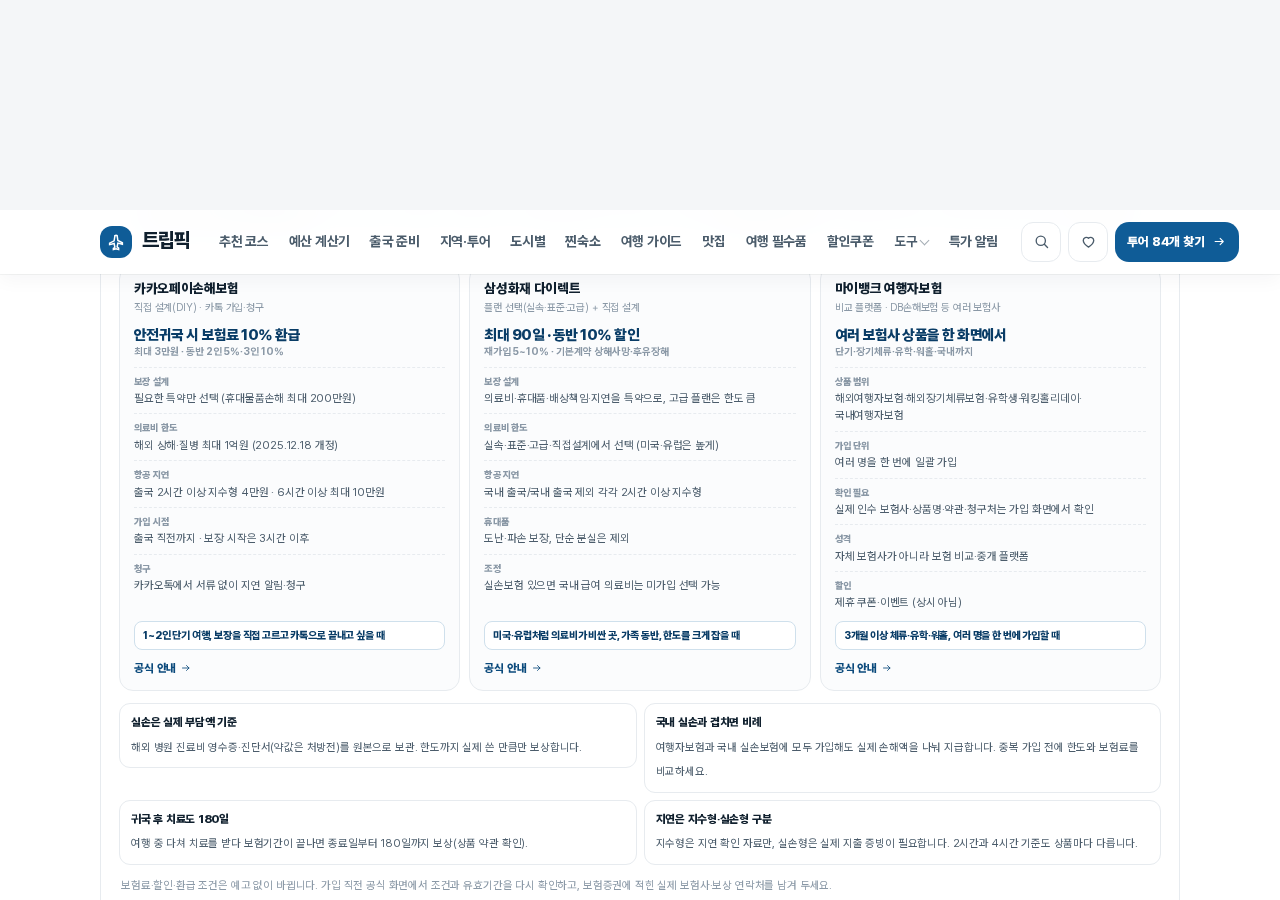 트립픽
추천 코스 예산 계산기 출국 준비 지역·투어 도시별 찐숙소 여행 가이드 맛집 여행 필수품 할인쿠폰 도구 특가 알림
투어 84개 찾기 →
카카오페이손해보험
직접 설계(DIY) · 카톡 가입·청구
안전귀국 시 보험료 10% 환급
최대 3만원 · 동반 2인 5%·3인 10%
보장 설계
필요한 특약만 선택 (휴대물품손해 최대 200만원)
의료비 한도
해외 상해·질병 최대 1억원 (2025.12.18 개정)
항공 지연
출국 2시간 이상 지수형 4만원 · 6시간 이상 최대 10만원
가입 시점
출국 직전까지 · 보장 시작은 3시간 이후
청구
카카오톡에서 서류 없이 지연 알림·청구
1~2인 단기 여행, 보장을 직접 고르고 카톡으로 끝내고 싶을 때
공식 안내 →
삼성화재 다이렉트
플랜 선택(실속·표준·고급) + 직접 설계
최대 90일 · 동반 10% 할인
재가입 5~10% · 기본계약 상해사망·후유장해
보장 설계
의료비·휴대품·배상책임·지연을 특약으로, 고급 플랜은 한도 큼
의료비 한도
실속·표준·고급·직접설계에서 선택 (미국·유럽은 높게)
항공 지연
국내 출국/국내 출국 제외 각각 2시간 이상 지수형
휴대품
도난·파손 보장, 단순 분실은 제외
조정
실손보험 있으면 국내 급여 의료비는 미가입 선택 가능
미국·유럽처럼 의료비가 비싼 곳, 가족 동반, 한도를 크게 잡을 때
공식 안내 →
마이뱅크 여행자보험
비교 플랫폼 · DB손해보험 등 여러 보험사
여러 보험사 상품을 한 화면에서
단기·장기체류·유학·워홀·국내까지
상품 범위
해외여행자보험·해외장기체류보험·유학생·워킹홀리데이·
국내여행자보험
가입 단위
여러 명을 한 번에 일괄 가입
확인 필요
실제 인수 보험사·상품명·약관·청구처는 가입 화면에서 확인
성격
자체 보험사가 아니라 보험 비교·중개 플랫폼
할인
제휴 쿠폰·이벤트 (상시 아님)
3개월 이상 체류·유학·워홀, 여러 명을 한 번에 가입할 때
공식 안내 →
실손은 실제 부담액 기준
해외 병원 진료비 영수증·진단서(약값은 처방전)를 원본으로 보관. 한도까지 실제 쓴 만큼만 보상합니다.
국내 실손과 겹치면 비례
여행자보험과 국내 실손보험에 모두 가입해도 실제 손해액을 나눠 지급합니다. 중복 가입 전에 한도와 보험료를
비교하세요.
귀국 후 치료도 180일
여행 중 다쳐 치료를 받다 보험기간이 끝나면 종료일부터 180일까지 보상(상품 약관 확인).
지연은 지수형·실손형 구분
지수형은 지연 확인 자료만, 실손형은 실제 지출 증빙이 필요합니다. 2시간과 4시간 기준도 상품마다 다릅니다.
보험료·할인·환급 조건은 예고 없이 바뀝니다. 가입 직전 공식 화면에서 조건과 유효기간을 다시 확인하고, 보험증권에 적힌 실제 보험사·보상 연락처를 남겨 두세요.